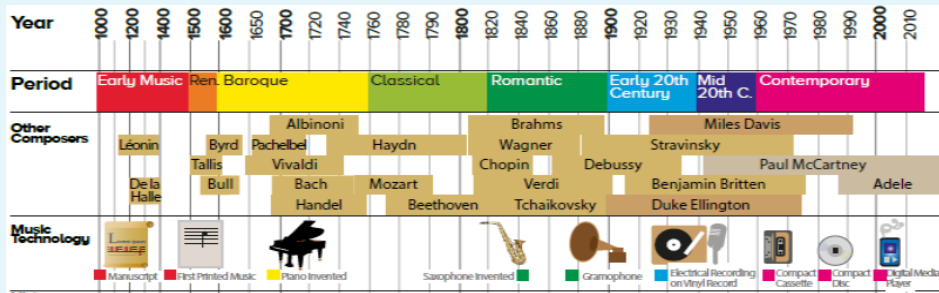 Year 1000 1200 1400 1500 1600 1650 1700 1720 1740 1760 1780 1790 1800 1820 1840 1860 1880 1900 1920 1940 1950 1960 1970 1980 1990 2000 2010
Period Early Music Ren. Baroque Classical Romantic Early 20th Century Mid 20th C. Contemporary
Other Composers
Albinoni Brahms Miles Davis
Léonin Byrd Pachelbel Haydn Wagner Stravinsky
Tallis Vivaldi Chopin Debussy Paul McCartney
De la Halle Bull Bach Mozart Verdi Benjamin Britten Adele
Handel Beethoven Tchaikovsky Duke Ellington
Music Technology
Manuscript First Printed Music Piano Invented Saxophone Invented Gramophone Electrical Recording on Vinyl Record Compact Cassette Compact Disc Digital Media Player